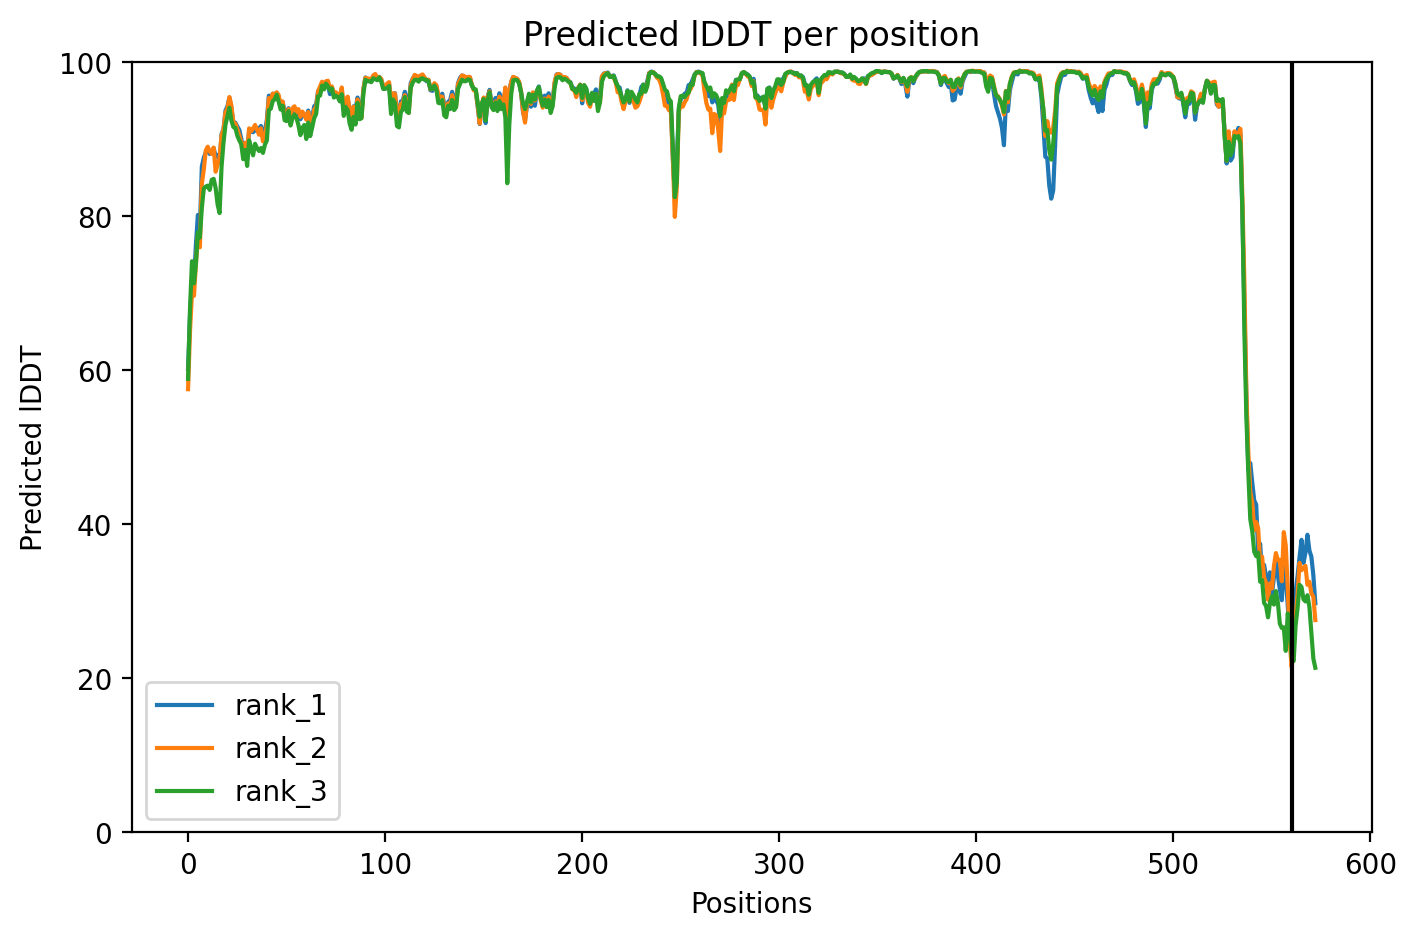 Predicted lDDT per position
100
80
60
40
20
0
Predicted lDDT
rank_1
rank_2
rank_3
0 100 200 300 400 500 600
Positions